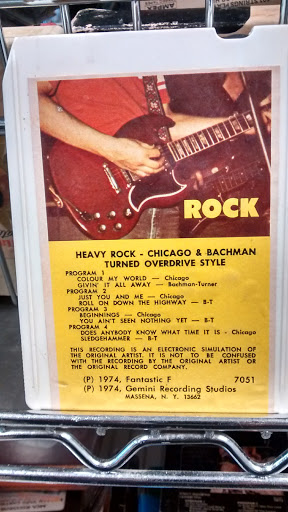 ROCK
HEAVY ROCK - CHICAGO & BACHMAN
TURNED OVERDRIVE STYLE
PROGRAM 1
COLOUR MY WORLD — Chicago
GIVIN' IT ALL AWAY — Bachman-Turner
PROGRAM 2
JUST YOU AND ME — Chicago
ROLL ON DOWN THE HIGHWAY — B-T
PROGRAM 3
BEGINNINGS — Chicago
YOU AIN'T SEEN NOTHING YET — B-T
PROGRAM 4
DOES ANYBODY KNOW WHAT TIME IT IS - Chicago
SLEDGEHAMMER — B-T
THIS RECORDING IS AN ELECTRONIC SIMULATION OF
THE ORIGINAL ARTIST. IT IS NOT TO BE CONFUSED
WITH THE RECORDING BY THE ORIGINAL ARTIST OR
THE ORIGINAL RECORD COMPANY.
(P) 1974, Fantastic F 7051
(P) 1974, Gemini Recording Studios
MASSENA, N. Y. 13662